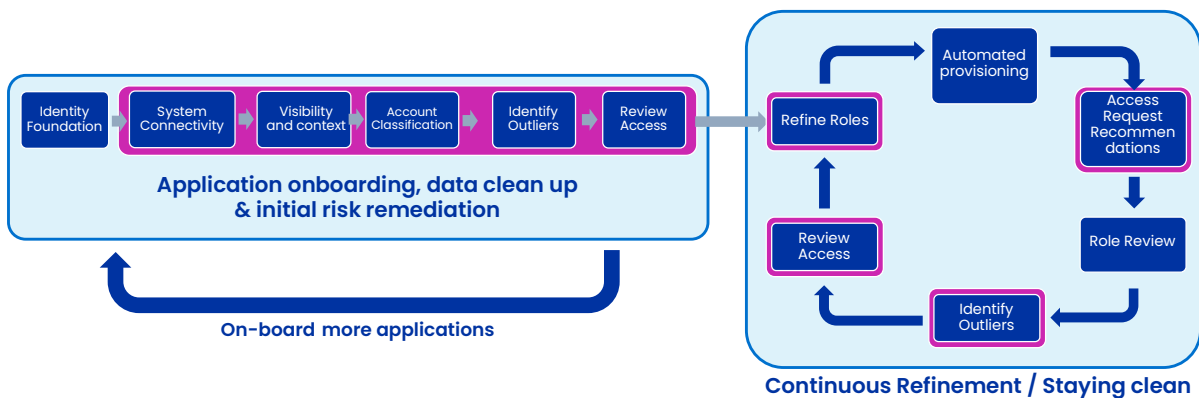 Identity
Foundation
System
Connectivity
Visibility
and context
Account
Classification
Identify
Outliers
Review
Access
Application onboarding, data clean up
& initial risk remediation
On-board more applications
Refine Roles
Automated
provisioning
Access
Request
Recommen
dations
Role Review
Identify
Outliers
Review
Access
Continuous Refinement / Staying clean